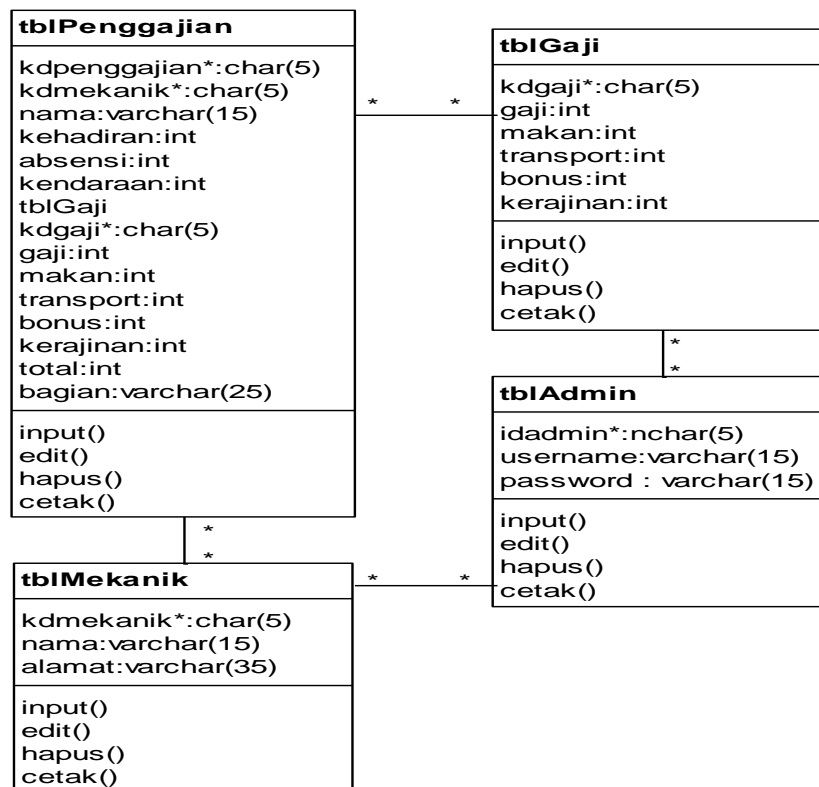 tblPenggajian
kdpenggajian*:char(5)
kdmekanik*:char(5)
nama:varchar(15)
kehadiran:int
absensi:int
kendaraan:int
tblGaji
kdgaji*:char(5)
gaji:int
makan:int
transport:int
bonus:int
kerajinan:int
total:int
bagian:varchar(25)
input()
edit()
hapus()
cetak()
* *
tblGaji
kdgaji*:char(5)
gaji:int
makan:int
transport:int
bonus:int
kerajinan:int
input()
edit()
hapus()
cetak()
*
*
tblAdmin
idadmin*:nchar(5)
username:varchar(15)
password : varchar(15)
input()
edit()
hapus()
cetak()
*
*
tblMekanik
kdmekanik*:char(5)
nama:varchar(15)
alamat:varchar(35)
input()
edit()
hapus()
cetak()
* *